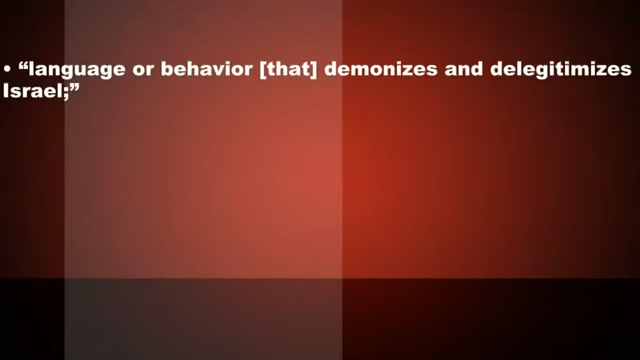 • “language or behavior [that] demonizes and delegitimizes
Israel;”